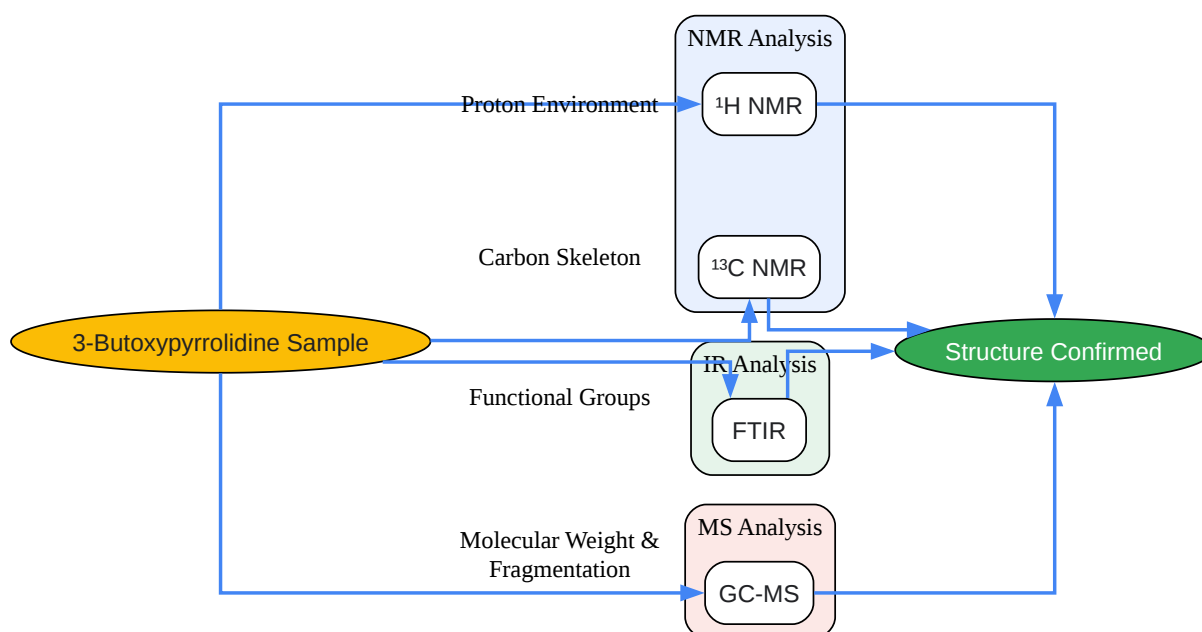 NMR Analysis
Proton Environment
¹H NMR
Carbon Skeleton
¹³C NMR
3-Butoxypyrrolidine Sample
Structure Confirmed
IR Analysis
Functional Groups
FTIR
MS Analysis
Molecular Weight &
Fragmentation
GC-MS